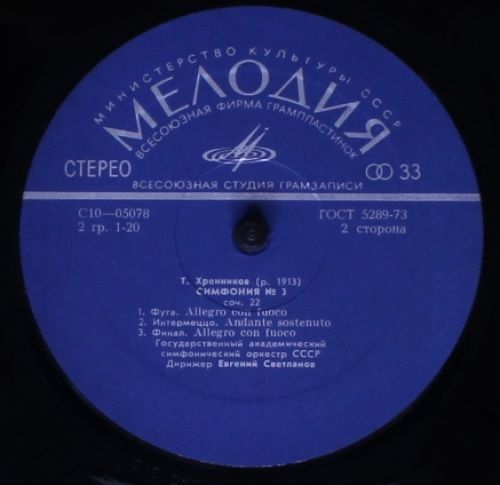 МИНИСТЕРСТВО КУЛЬТУРЫ СССР
МЕЛОДИЯ
ВСЕСОЮЗНАЯ ФИРМА ГРАМПЛАСТИНОК
СТЕРЕО 33
ВСЕСОЮЗНАЯ СТУДИЯ ГРАМЗАПИСИ
С10—05078 ГОСТ 5289-73
2 гр. 1-20 2 сторона
Т. Хренников (р. 1913)
СИМФОНИЯ № 3
соч. 22
1. Фуга. Allegro con fuoco
2. Интермеццо. Andante sostenuto
3. Финал. Allegro con fuoco
Государственный академический
симфонический оркестр СССР
Дирижер Евгений Светланов